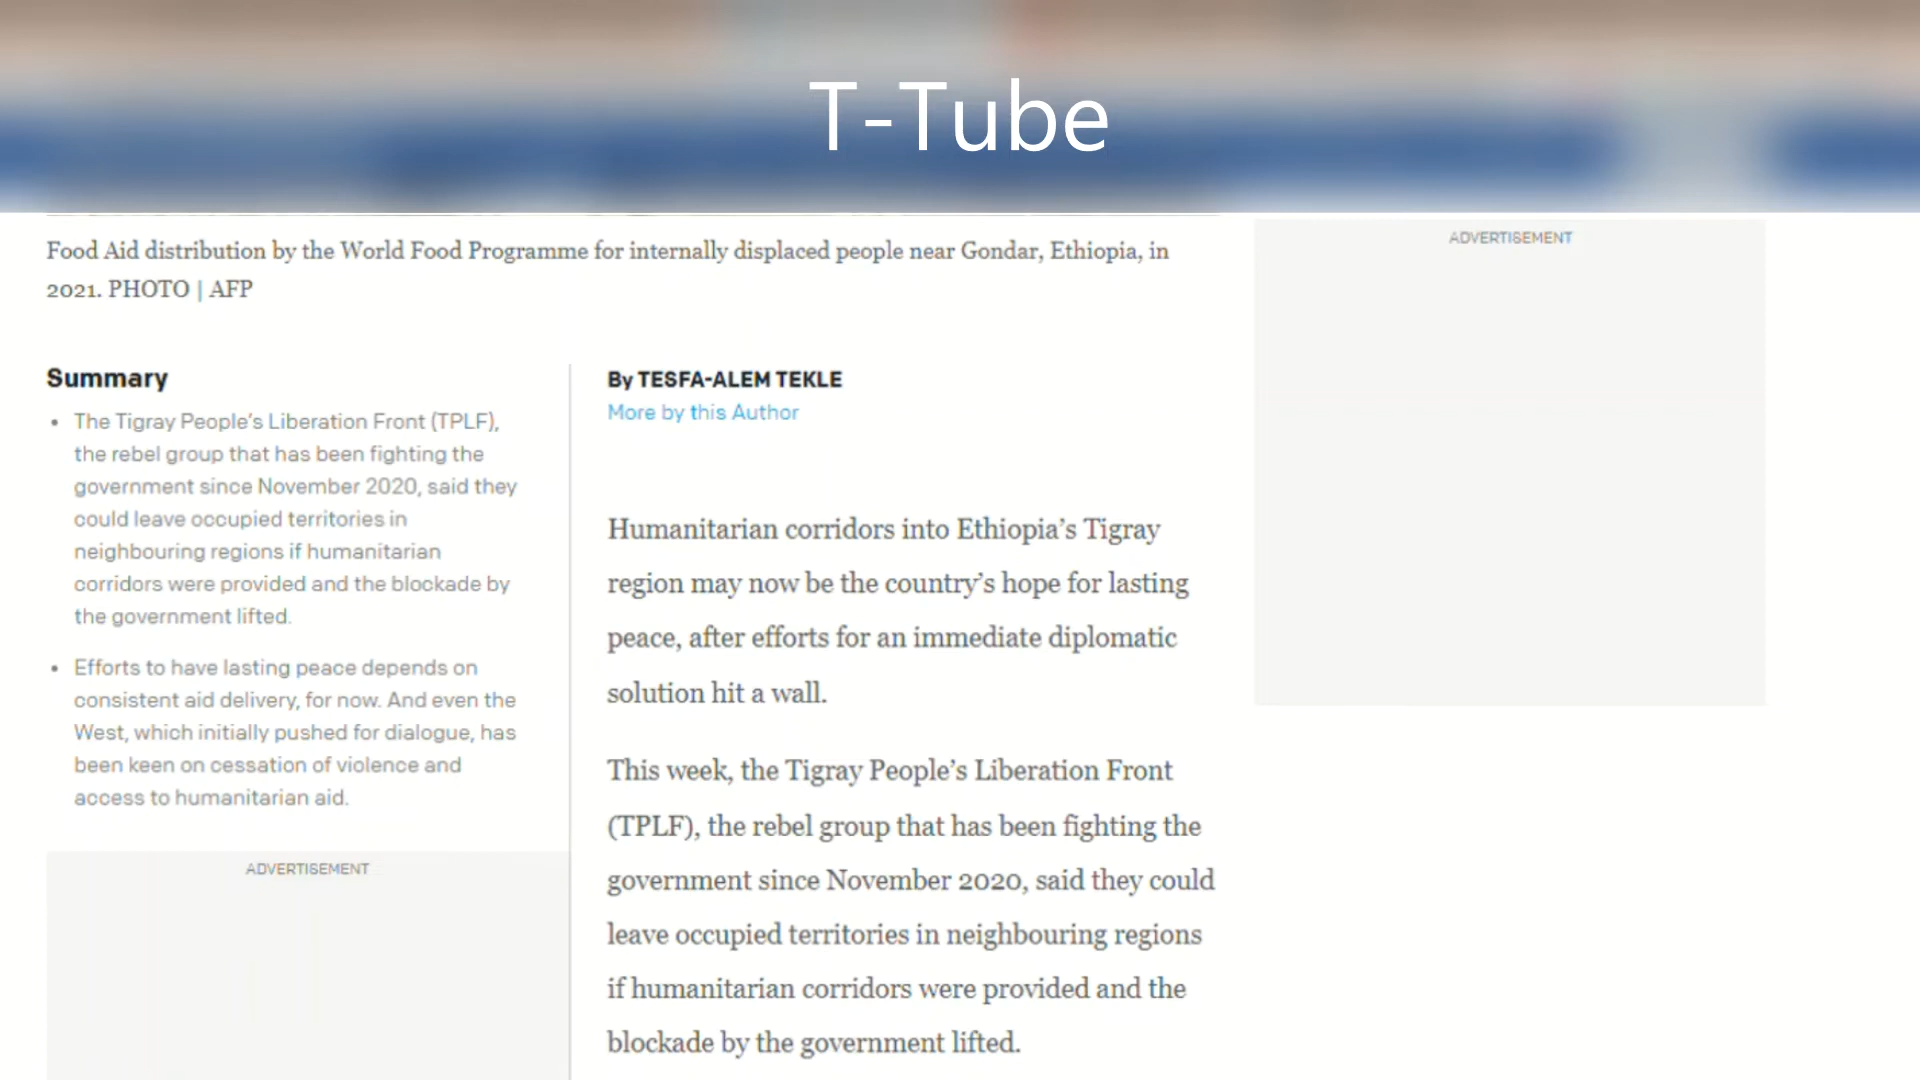 T-Tube
Food Aid distribution by the World Food Programme for internally displaced people near Gondar, Ethiopia, in
2021. PHOTO | AFP
ADVERTISEMENT
Summary
• The Tigray People’s Liberation Front (TPLF),
the rebel group that has been fighting the
government since November 2020, said they
could leave occupied territories in
neighbouring regions if humanitarian
corridors were provided and the blockade by
the government lifted.
• Efforts to have lasting peace depends on
consistent aid delivery, for now. And even the
West, which initially pushed for dialogue, has
been keen on cessation of violence and
access to humanitarian aid.
ADVERTISEMENT
By TESFA-ALEM TEKLE
More by this Author
Humanitarian corridors into Ethiopia’s Tigray
region may now be the country’s hope for lasting
peace, after efforts for an immediate diplomatic
solution hit a wall.
This week, the Tigray People’s Liberation Front
(TPLF), the rebel group that has been fighting the
government since November 2020, said they could
leave occupied territories in neighbouring regions
if humanitarian corridors were provided and the
blockade by the government lifted.